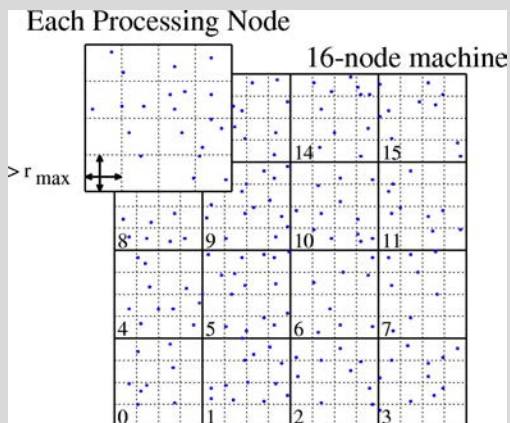 Each Processing Node
16-node machine
14 15
> r max
8 9 10 11
4 5 6 7
0 1 2 3